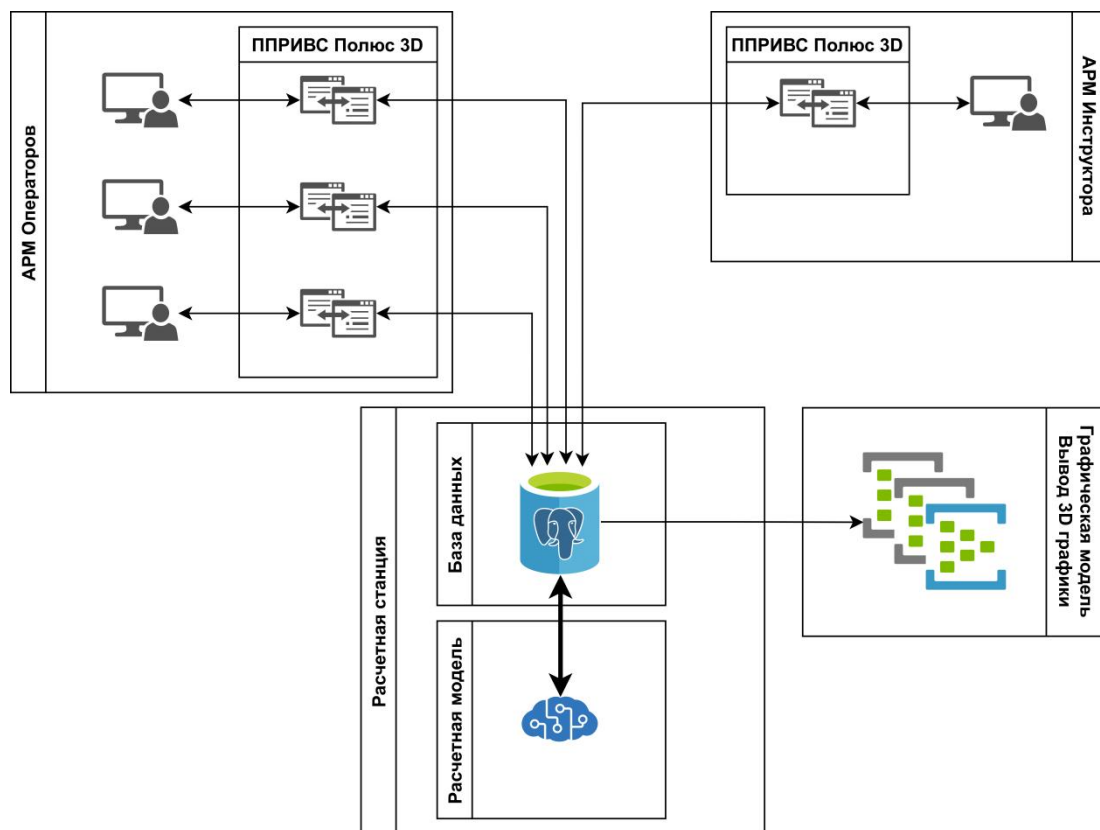 АРМ Операторов
ППРИВС Полюс 3D
ППРИВС Полюс 3D
АРМ Инструктора
Расчетная станция
База данных
Расчетная модель
Графическая модель
Вывод 3D графики